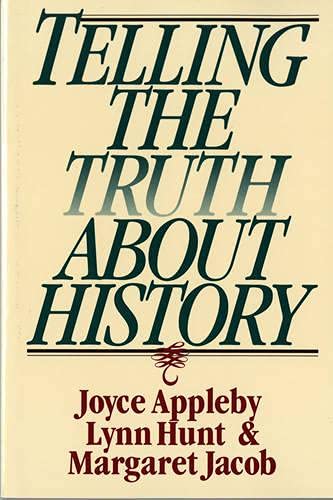 TELLING
THE
TRUTH
ABOUT
HISTORY
Joyce Appleby
Lynn Hunt &
Margaret Jacob